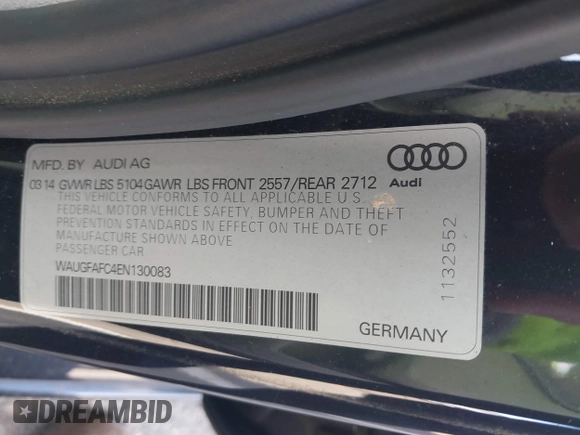 MFD. BY AUDI AG
03 14 GVWR LBS 5104 GAWR LBS FRONT 2557/REAR 2712
Audi
THIS VEHICLE CONFORMS TO ALL APPLICABLE U S
FEDERAL MOTOR VEHICLE SAFETY, BUMPER AND THEFT
PREVENTION STANDARDS IN EFFECT ON THE DATE OF
MANUFACTURE SHOWN ABOVE
PASSENGER CAR
WAUGFAFC4EN130083
1132552
GERMANY
DREAMBID